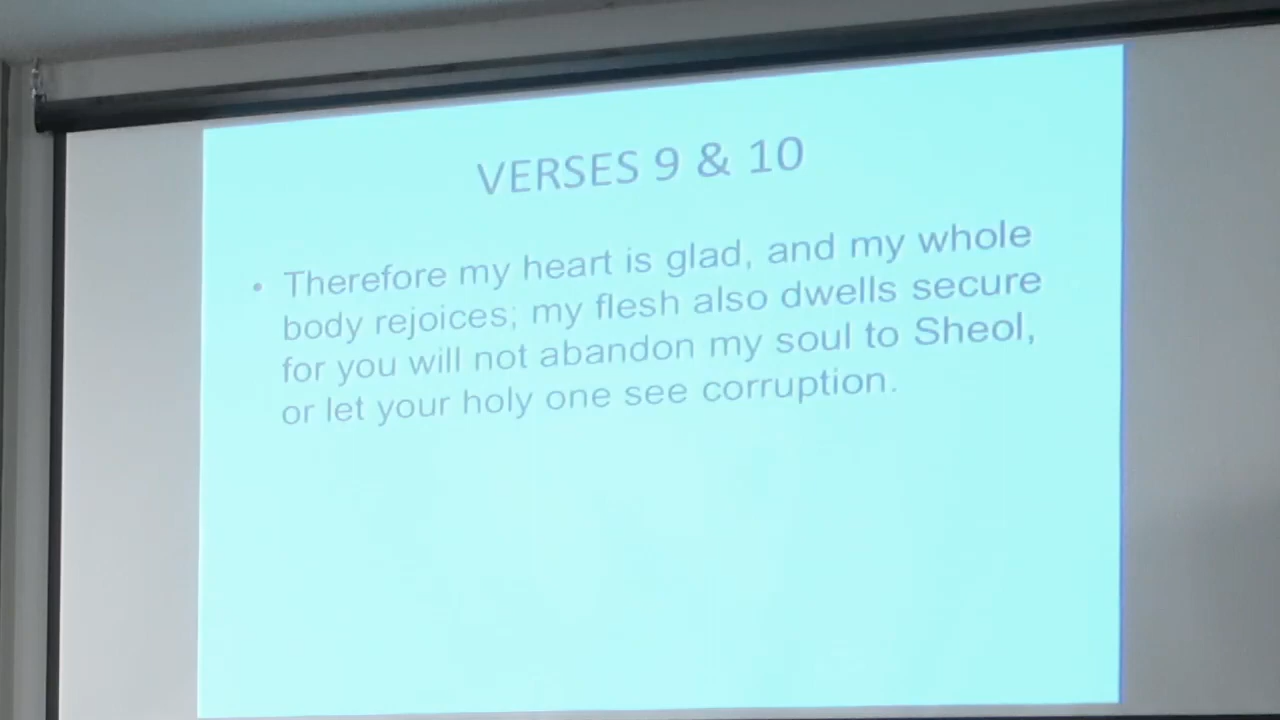 VERSES 9 & 10
• Therefore my heart is glad, and my whole
body rejoices; my flesh also dwells secure
for you will not abandon my soul to Sheol,
or let your holy one see corruption.